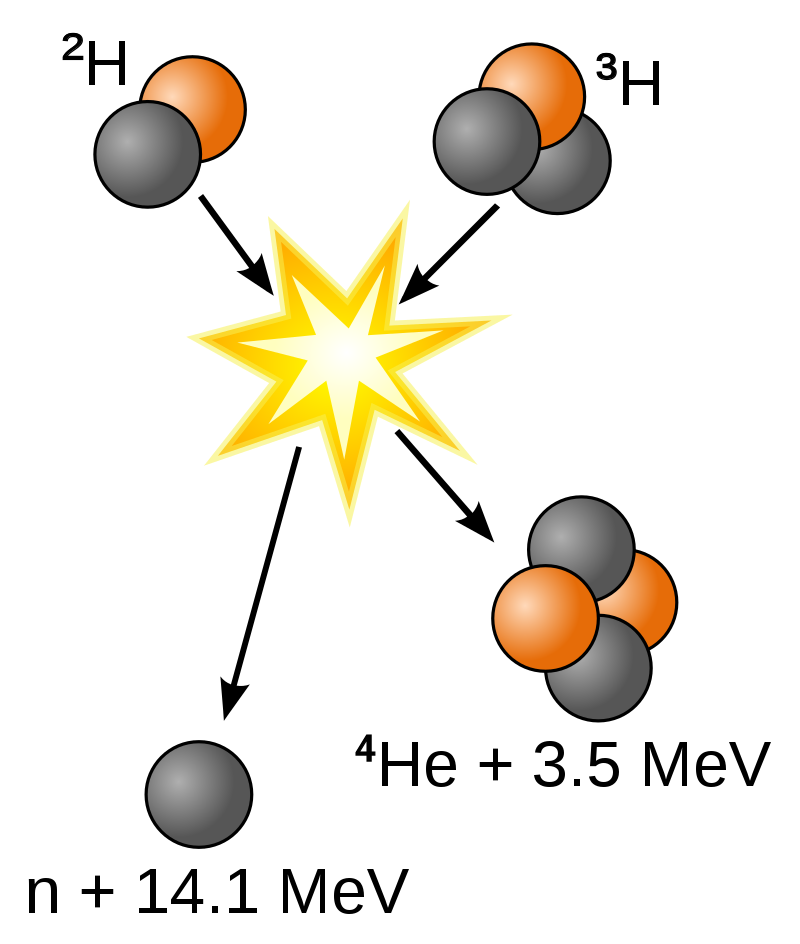 ²H
³H
⁴He + 3.5 MeV
n + 14.1 MeV